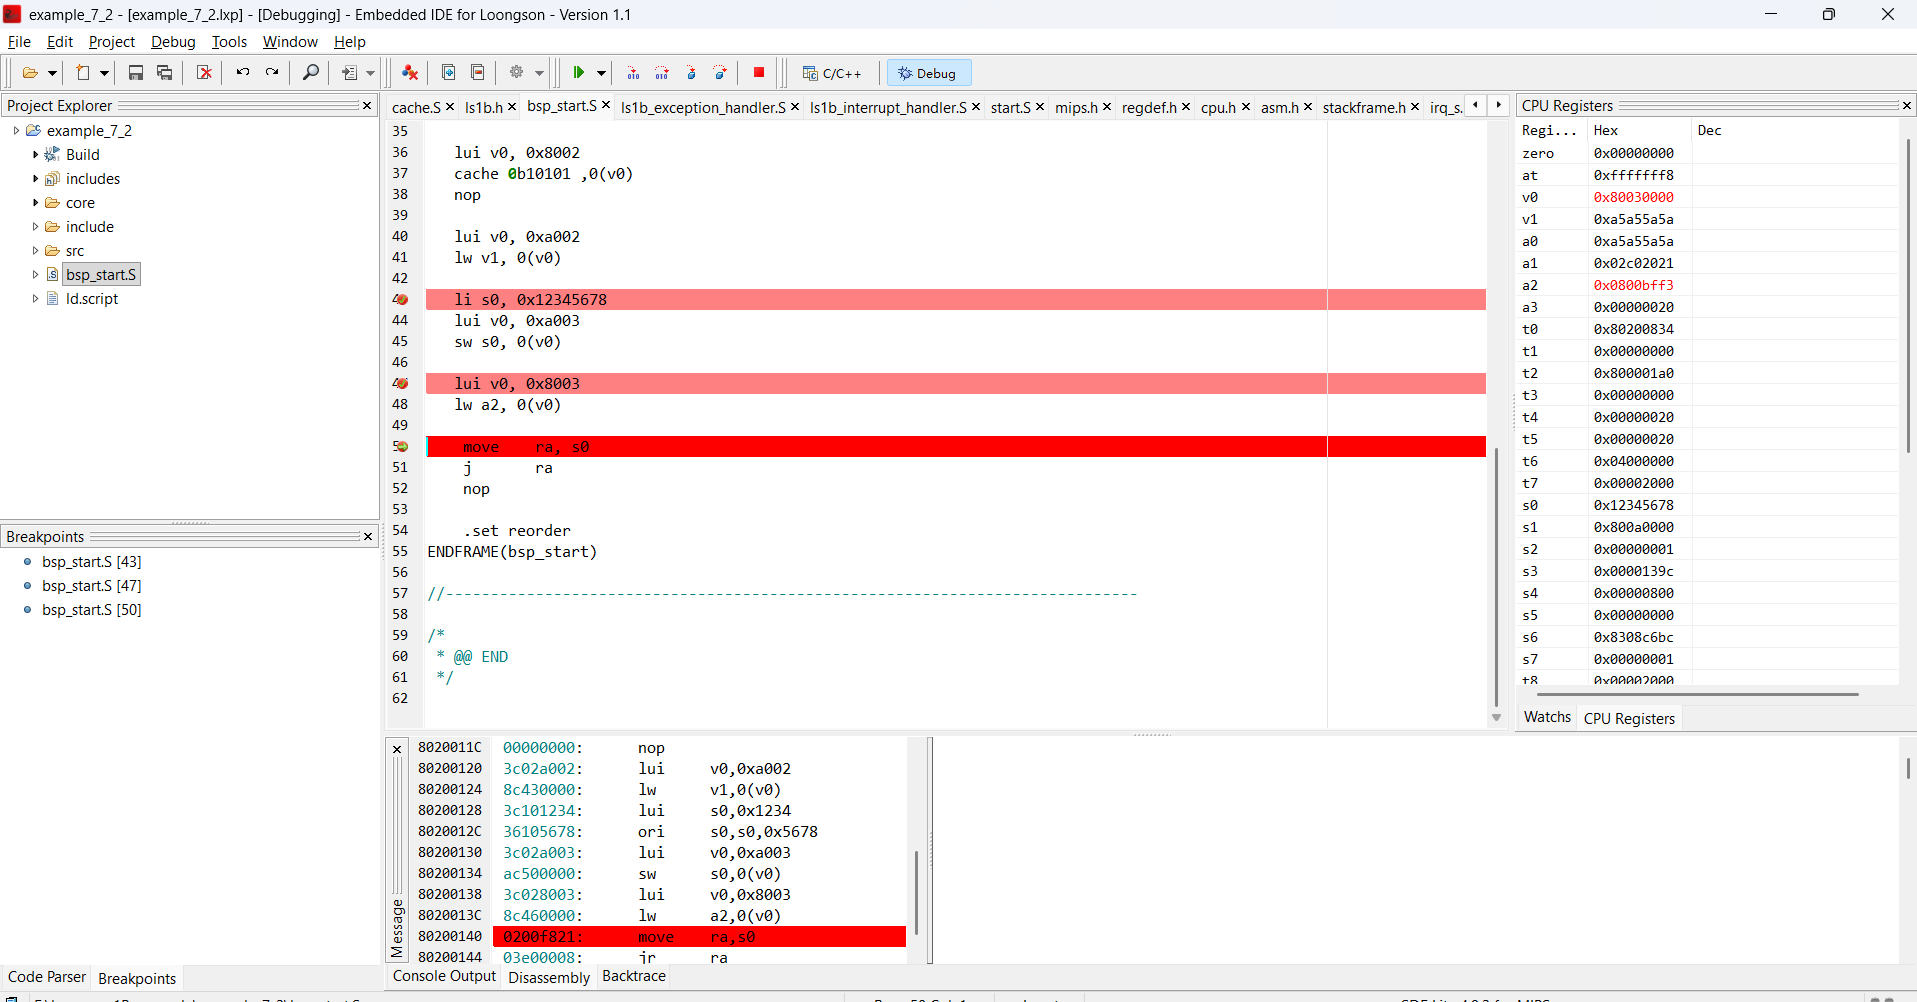 example_7_2 - [example_7_2.lxp] - [Debugging] - Embedded IDE for Loongson - Version 1.1
File Edit Project Debug Tools Window Help
C/C++ Debug
Project Explorer
example_7_2
Build
includes
core
include
src
bsp_start.S
ld.script
Breakpoints
bsp_start.S [43]
bsp_start.S [47]
bsp_start.S [50]
Code Parser Breakpoints
cache.S ls1b.h bsp_start.S ls1b_exception_handler.S ls1b_interrupt_handler.S start.S mips.h regdef.h cpu.h asm.h stackframe.h irq_s.
35
36 lui v0, 0x8002
37 cache 0b10101 ,0(v0)
38 nop
39
40 lui v0, 0xa002
41 lw v1, 0(v0)
42
li s0, 0x12345678
44 lui v0, 0xa003
45 sw s0, 0(v0)
46
lui v0, 0x8003
48 lw a2, 0(v0)
49
move ra, s0
51 j ra
52 nop
53
54 .set reorder
55 ENDFRAME(bsp_start)
56
57 //-----------------------------------------------------------------------------
58
59 /*
60 * @@ END
61 */
62
CPU Registers
Regi... Hex Dec
zero 0x00000000
at 0xfffffff8
v0 0x80030000
v1 0xa5a55a5a
a0 0xa5a55a5a
a1 0x02c02021
a2 0x0800bff3
a3 0x00000020
t0 0x80200834
t1 0x00000000
t2 0x800001a0
t3 0x00000000
t4 0x00000020
t5 0x00000020
t6 0x04000000
t7 0x00002000
s0 0x12345678
s1 0x800a0000
s2 0x00000001
s3 0x0000139c
s4 0x00000800
s5 0x00000000
s6 0x8308c6bc
s7 0x00000001
t8 0x00002000
Watchs CPU Registers
Message
8020011C 00000000: nop
80200120 3c02a002: lui v0,0xa002
80200124 8c430000: lw v1,0(v0)
80200128 3c101234: lui s0,0x1234
8020012C 36105678: ori s0,s0,0x5678
80200130 3c02a003: lui v0,0xa003
80200134 ac500000: sw s0,0(v0)
80200138 3c028003: lui v0,0x8003
8020013C 8c460000: lw a2,0(v0)
80200140 0200f821: move ra,s0
80200144 03e00008: jr ra
Console Output Disassembly Backtrace